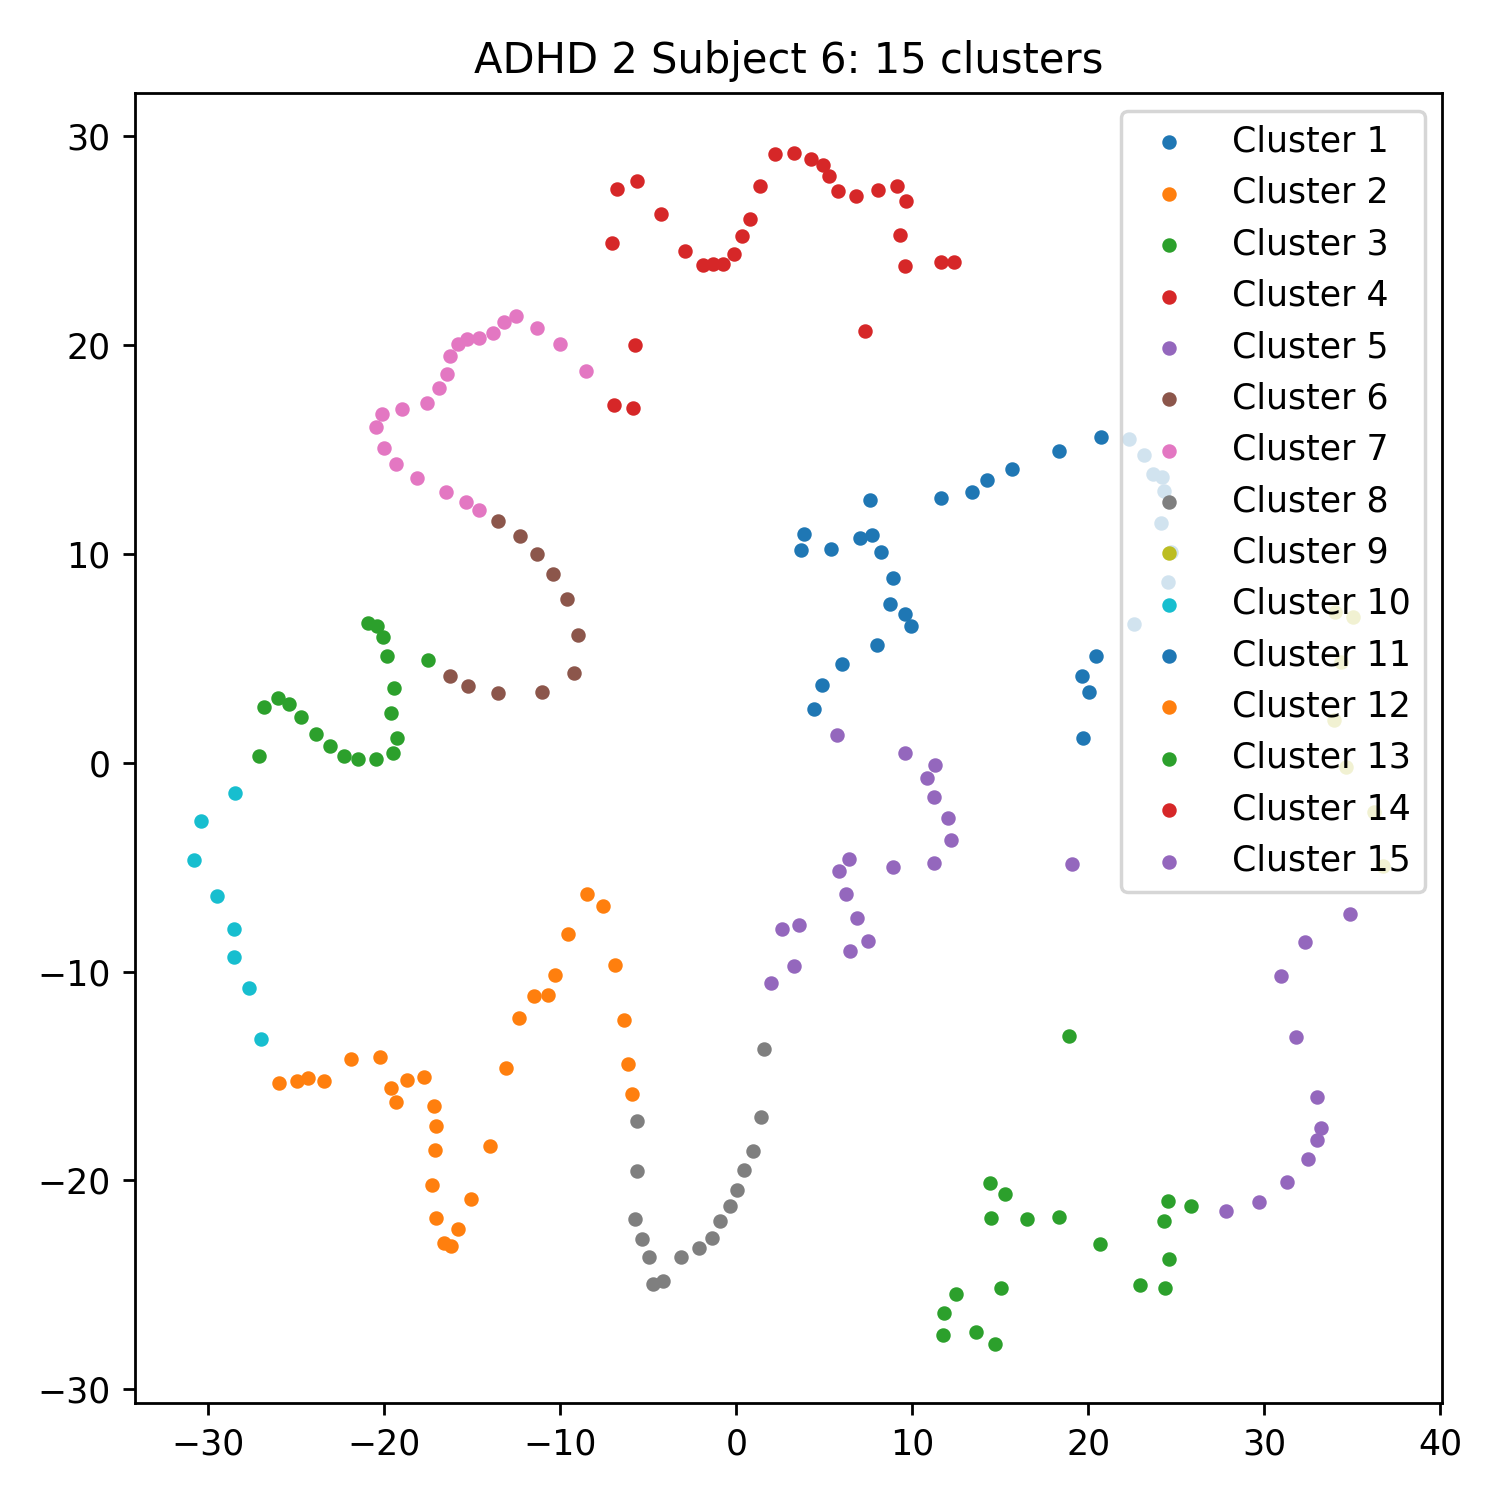 ADHD 2 Subject 6: 15 clusters
30
20
10
0
−10
−20
−30
−30
−20
−10
0
10
20
30
40
Cluster 1
Cluster 2
Cluster 3
Cluster 4
Cluster 5
Cluster 6
Cluster 7
Cluster 8
Cluster 9
Cluster 10
Cluster 11
Cluster 12
Cluster 13
Cluster 14
Cluster 15